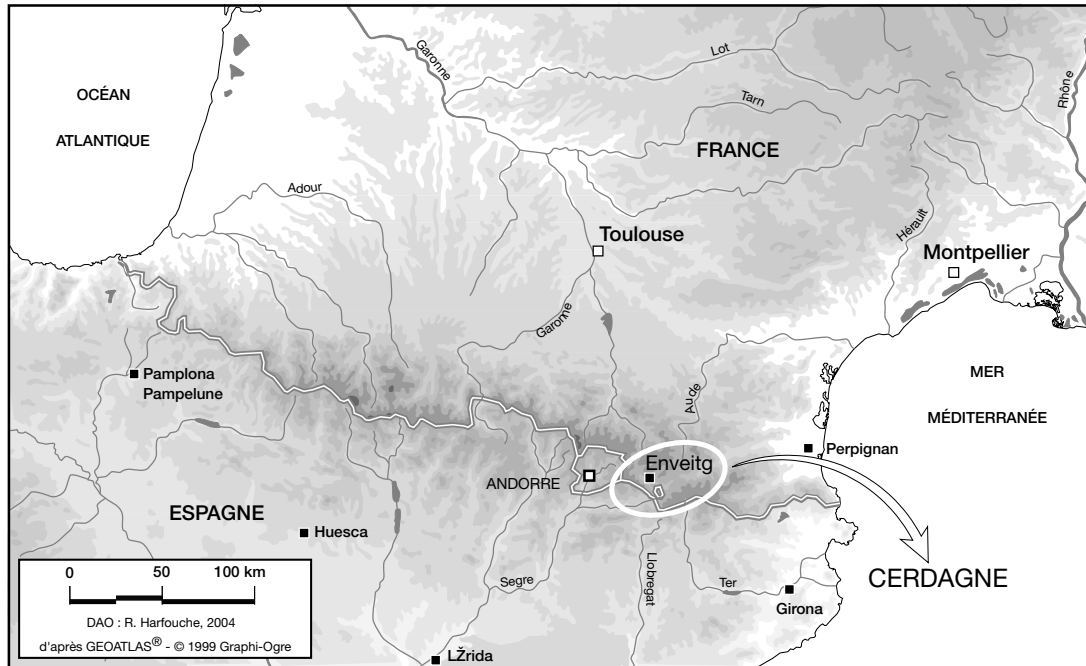 Garonne
Lot
Rhône
OCÉAN
ATLANTIQUE
Tarn
FRANCE
Adour
Hérault
Toulouse
Montpellier
Garonne
MER
MÉDITERRANÉE
Pamplona
Pampelune
Aude
Perpignan
Enveitg
ANDORRE
ESPAGNE
Huesca
CERDAGNE
Segre
Llobregat
Ter
Girona
0 50 100 km
DAO : R. Harfouche, 2004
d'après GEOATLAS® - © 1999 Graphi-Ogre
LŽrida